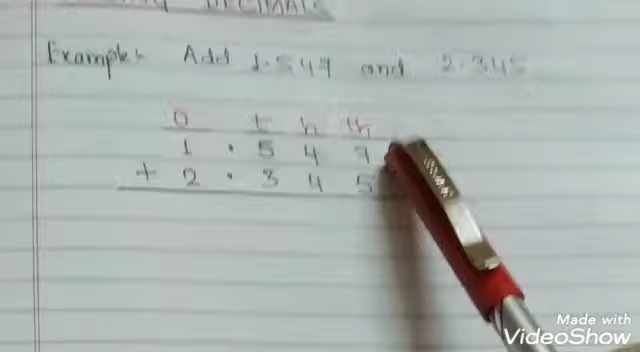 DECIMALS
Example:- Add 1.547 and 2.345
O t h th
1 . 5 4 7
+ 2 . 3 4 5
Made with
VideoShow